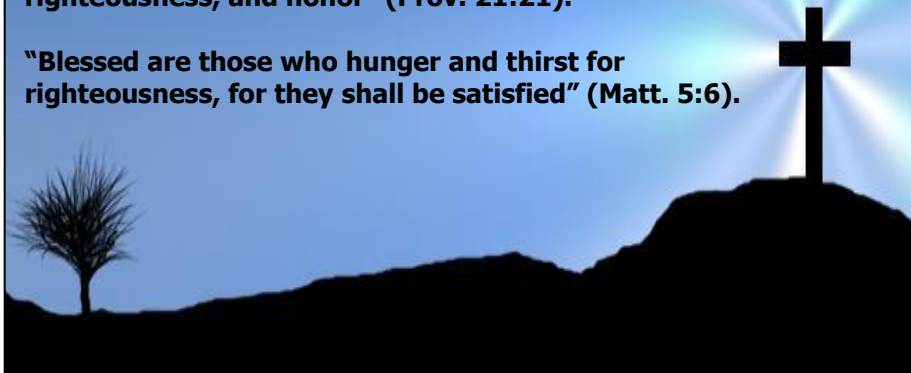 righteousness, and honor” (Prov. 21:21).
“Blessed are those who hunger and thirst for
righteousness, for they shall be satisfied” (Matt. 5:6).